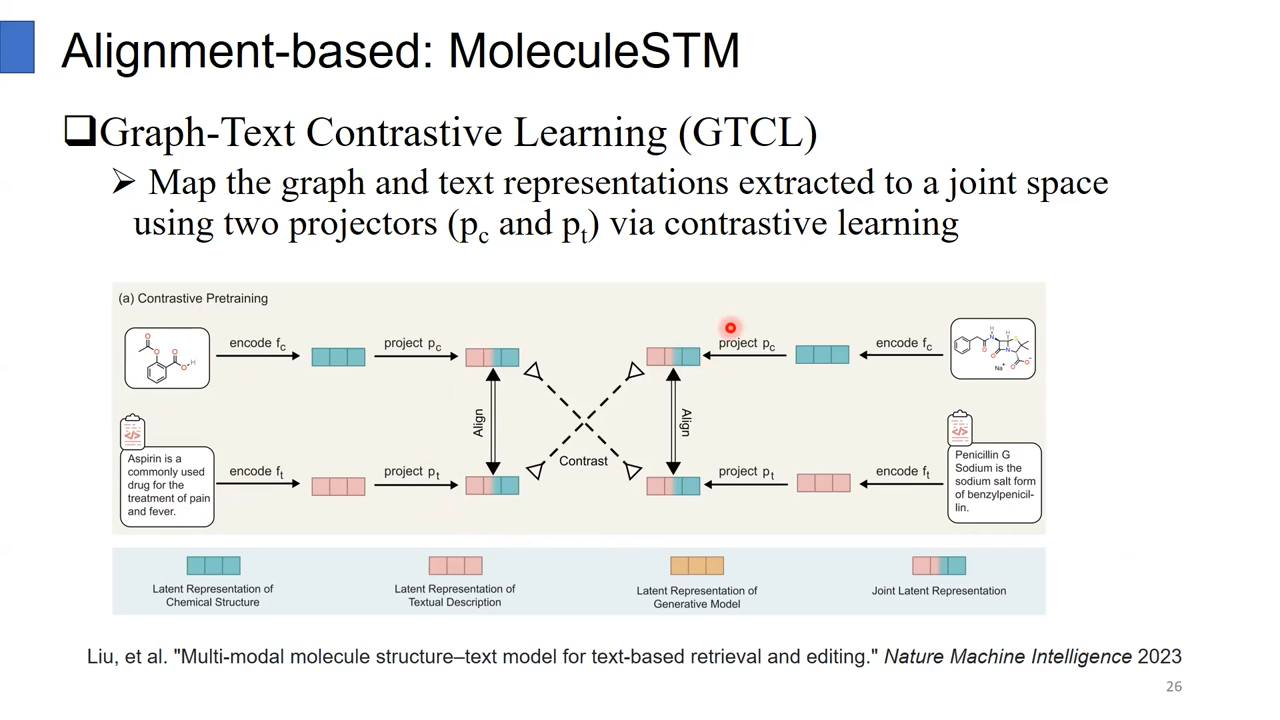 Alignment-based: MoleculeSTM
❑Graph-Text Contrastive Learning (GTCL)
➢ Map the graph and text representations extracted to a joint space
using two projectors (pc and pt) via contrastive learning
(a) Contrastive Pretraining
encode fc
project pc
project pc
encode fc
Align
Align
Contrast
Aspirin is a
commonly used
drug for the
treatment of pain
and fever.
encode ft
project pt
project pt
encode ft
Penicillin G
Sodium is the
sodium salt form
of benzylpenicil-
lin.
Latent Representation of
Chemical Structure
Latent Representation of
Textual Description
Latent Representation of
Generative Model
Joint Latent Representation
Liu, et al. "Multi-modal molecule structure–text model for text-based retrieval and editing." Nature Machine Intelligence 2023
26